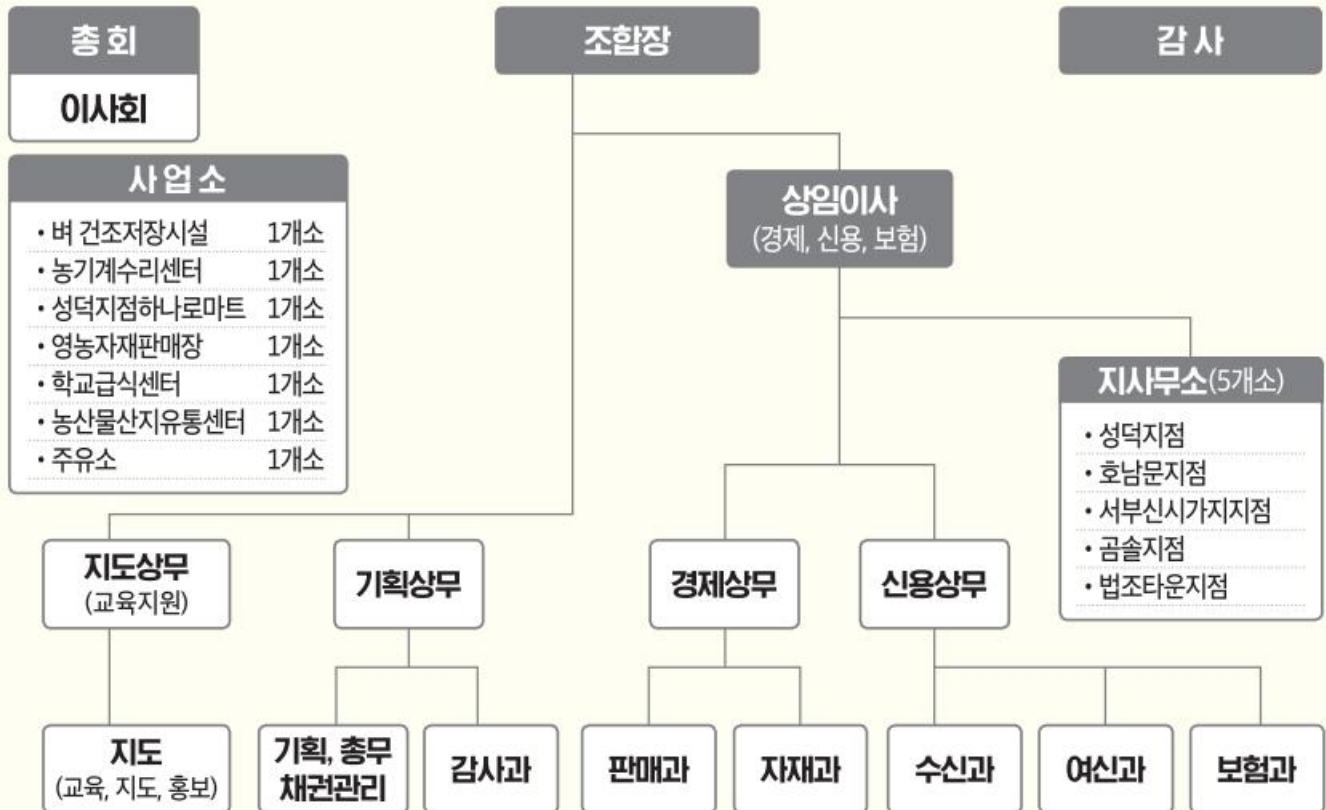 총 회
이사회
조합장
감 사
사 업 소
• 벼 건조저장시설 1개소
• 농기계수리센터 1개소
• 성덕지점하나로마트 1개소
• 영농자재판매장 1개소
• 학교급식센터 1개소
• 농산물산지유통센터 1개소
• 주유소 1개소
상임이사
(경제, 신용, 보험)
지사무소(5개소)
• 성덕지점
• 호남문지점
• 서부신시가지지점
• 곰솔지점
• 법조타운지점
지도상무
(교육지원)
기획상무
경제상무
신용상무
지도
(교육, 지도, 홍보)
기획, 총무
채권관리
감사과
판매과
자재과
수신과
여신과
보험과